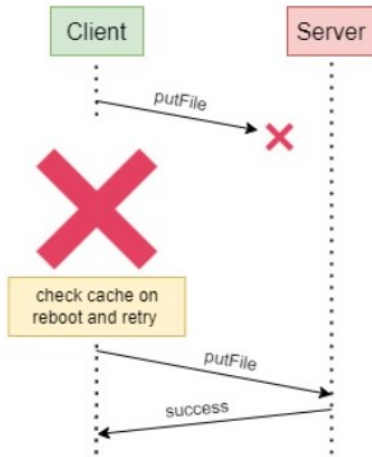 Client
Server
putFile
check cache on
reboot and retry
putFile
success